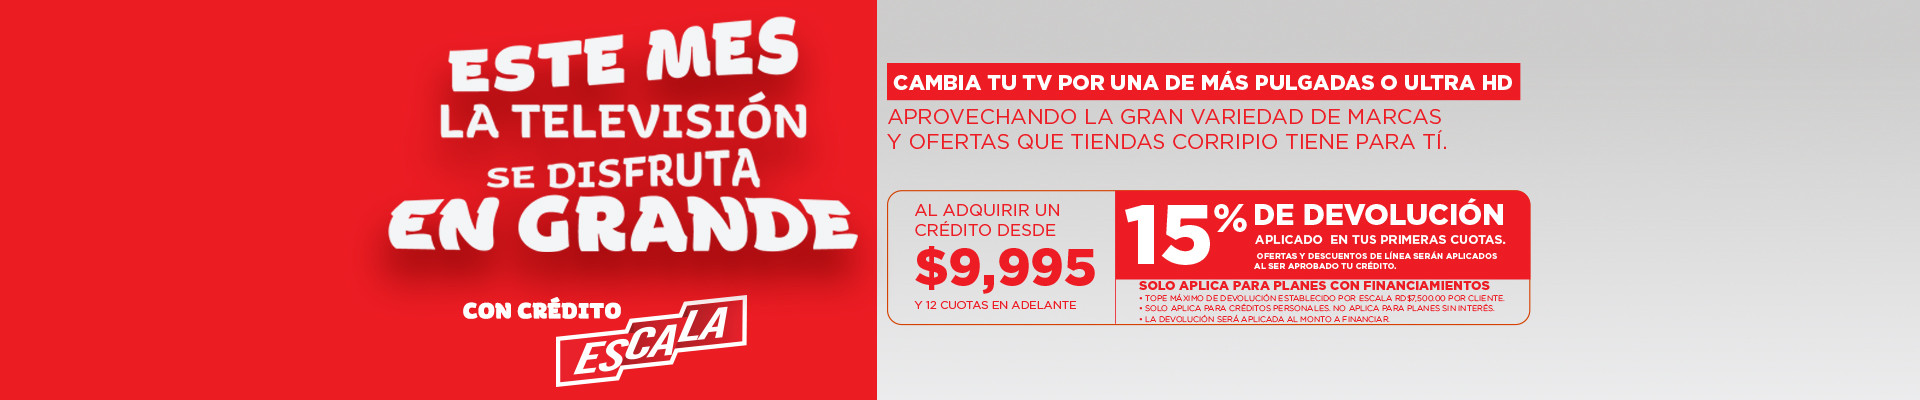 ESTE MES
LA TELEVISIÓN
SE DISFRUTA
EN GRANDE
CON CRÉDITO
ESCALA
CAMBIA TU TV POR UNA DE MÁS PULGADAS O ULTRA HD
APROVECHANDO LA GRAN VARIEDAD DE MARCAS
Y OFERTAS QUE TIENDAS CORRIPIO TIENE PARA TÍ.
AL ADQUIRIR UN
CRÉDITO DESDE
$9,995
Y 12 CUOTAS EN ADELANTE
15% DE DEVOLUCIÓN
APLICADO EN TUS PRIMERAS CUOTAS.
OFERTAS Y DESCUENTOS DE LÍNEA SERÁN APLICADOS
AL SER APROBADO TU CRÉDITO.
SOLO APLICA PARA PLANES CON FINANCIAMIENTOS
• TOPE MÁXIMO DE DEVOLUCIÓN ESTABLECIDO POR ESCALA RD$7,500.00 POR CLIENTE.
• SOLO APLICA PARA CRÉDITOS PERSONALES. NO APLICA PARA PLANES SIN INTERÉS.
• LA DEVOLUCIÓN SERÁ APLICADA AL MONTO A FINANCIAR.